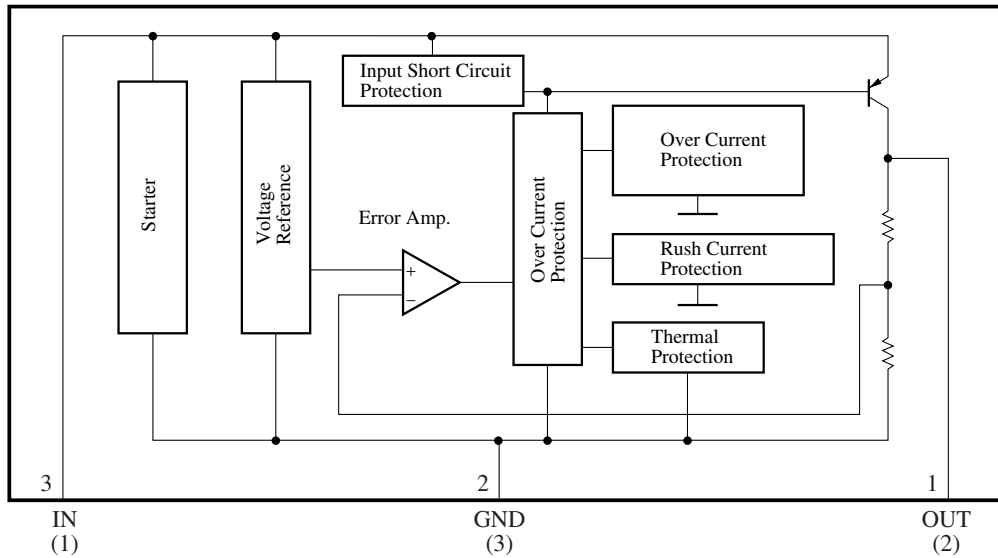 Input Short Circuit
Protection
Over Current
Protection
Starter
Voltage
Reference
Error Amp.
+
−
Over Current
Protection
Rush Current
Protection
Thermal
Protection
3
2
1
IN
GND
OUT
(1)
(3)
(2)